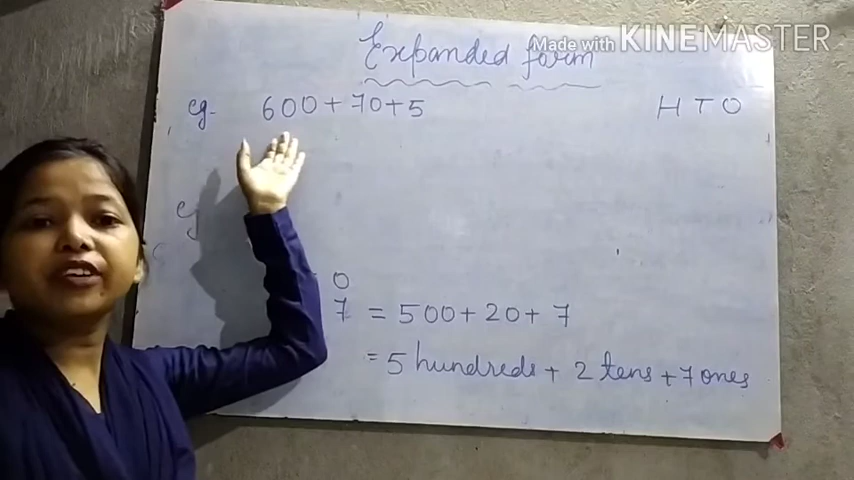 Expanded form
Made with KINEMASTER
eg. 600+70+5 H T O
eg
O
7 = 500+20+7
= 5 hundreds + 2 tens + 7 ones